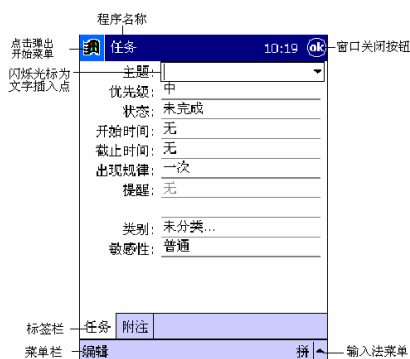 程序名称
点击弹出
开始菜单
任务 10:19 ok
窗口关闭按钮
闪烁光标为
文字插入点
主题:
优先级: 中
状态: 未完成
开始时间: 无
截止时间: 无
出现规律: 一次
提醒: 无
类别: 未分类...
敏感性: 普通
标签栏
任务 附注
菜单栏
编辑 拼
输入法菜单